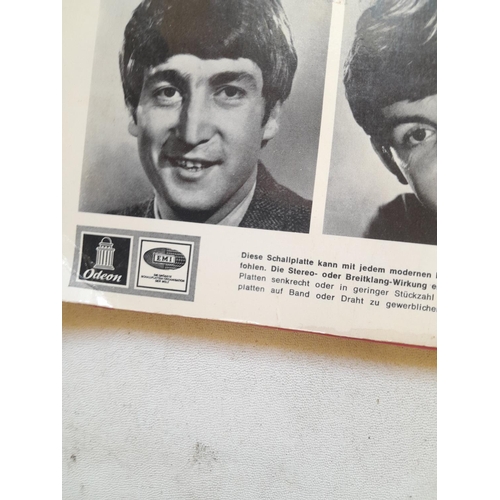 Odeon
EMI
Diese Schallplatte kann mit jedem modernen
fohlen. Die Stereo- oder Breitklang-Wirkung e
Platten senkrecht oder in geringer Stückzahl
platten auf Band oder Draht zu gewerbliche